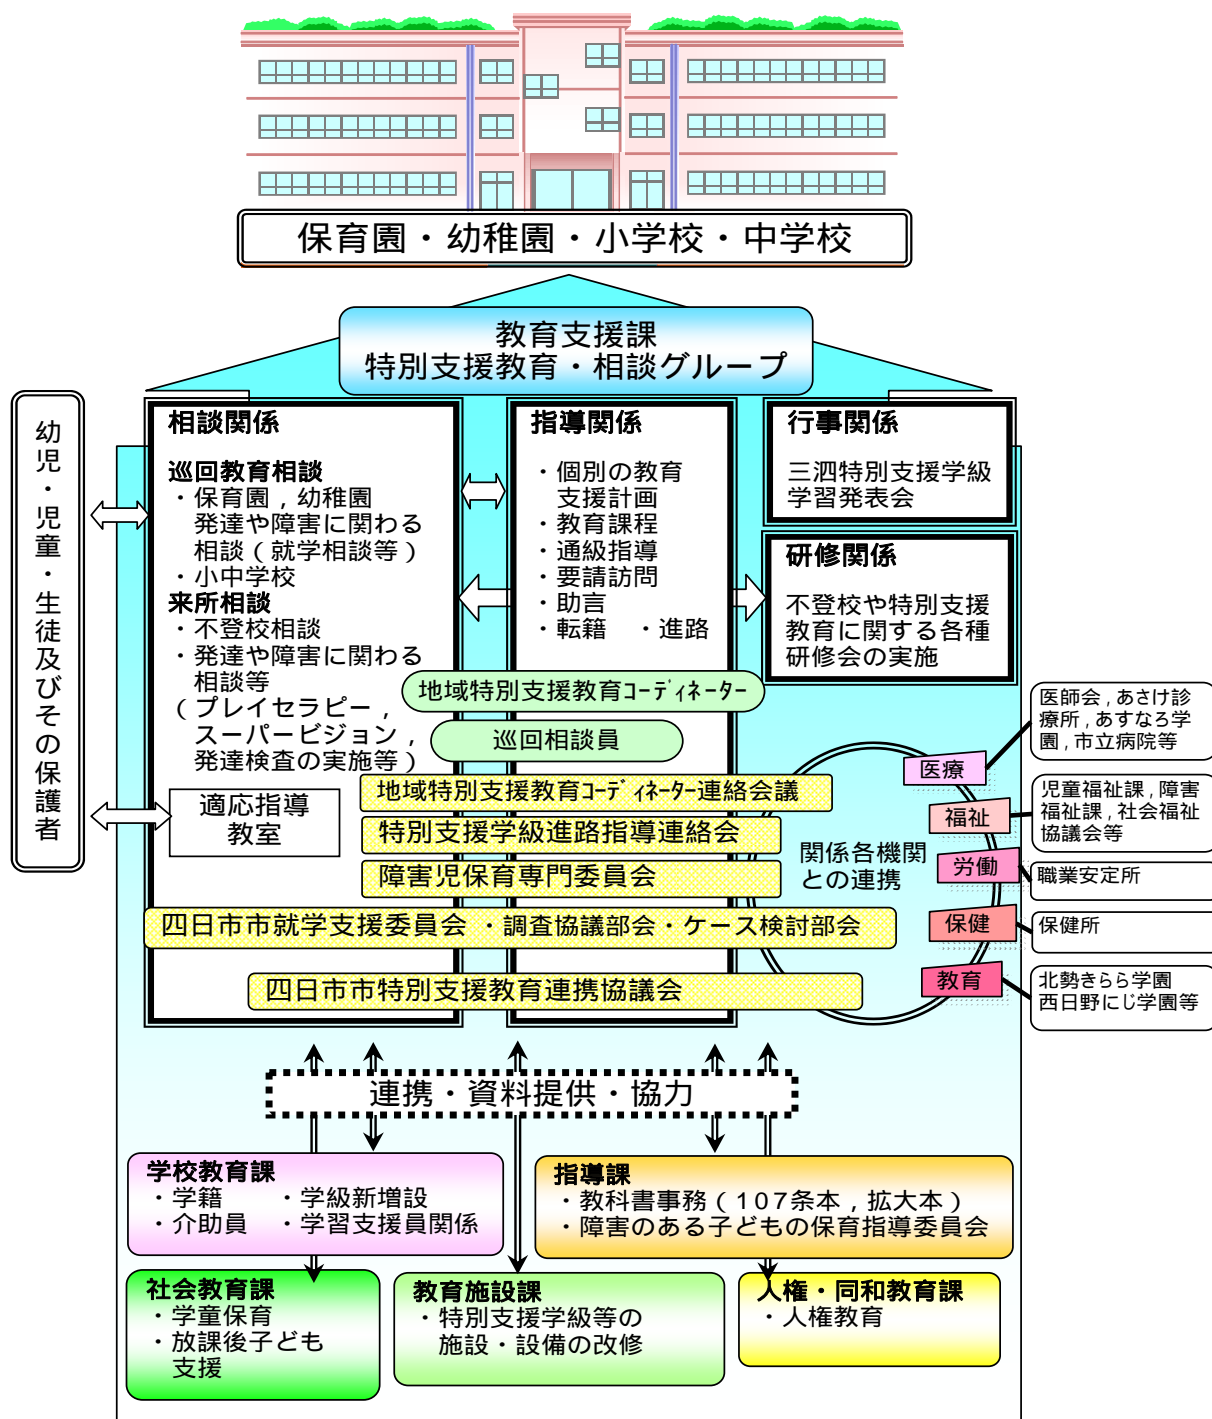 保育園・幼稚園・小学校・中学校
教育支援課
特別支援教育・相談グループ
幼児・児童・生徒及びその保護者
相談関係
巡回教育相談
・保育園，幼稚園
発達や障害に関わる
相談（就学相談等）
・小中学校
来所相談
・不登校相談
・発達や障害に関わる
相談等
（プレイセラピー，
スーパービジョン，
発達検査の実施等）
適応指導
教室
指導関係
・個別の教育
支援計画
・教育課程
・通級指導
・要請訪問
・助言
・転籍　・進路
行事関係
三泗特別支援学級
学習発表会
研修関係
不登校や特別支援
教育に関する各種
研修会の実施
地域特別支援教育ｺｰﾃﾞｨﾈｰﾀｰ
巡回相談員
地域特別支援教育ｺｰﾃﾞｨﾈｰﾀｰ連絡会議
特別支援学級進路指導連絡会
障害児保育専門委員会
四日市市就学支援委員会 ・調査協議部会・ケース検討部会
四日市市特別支援教育連携協議会
関係各機関
との連携
医療
医師会，あさけ診
療所，あすなろ学
園，市立病院等
福祉
児童福祉課，障害
福祉課，社会福祉
協議会等
労働
職業安定所
保健
保健所
教育
北勢きらら学園
西日野にじ学園等
連携・資料提供・協力
学校教育課
・学籍　・学級新増設
・介助員　・学習支援員関係
指導課
・教科書事務（107条本，拡大本）
・障害のある子どもの保育指導委員会
社会教育課
・学童保育
・放課後子ども
支援
教育施設課
・特別支援学級等の
施設・設備の改修
人権・同和教育課
・人権教育